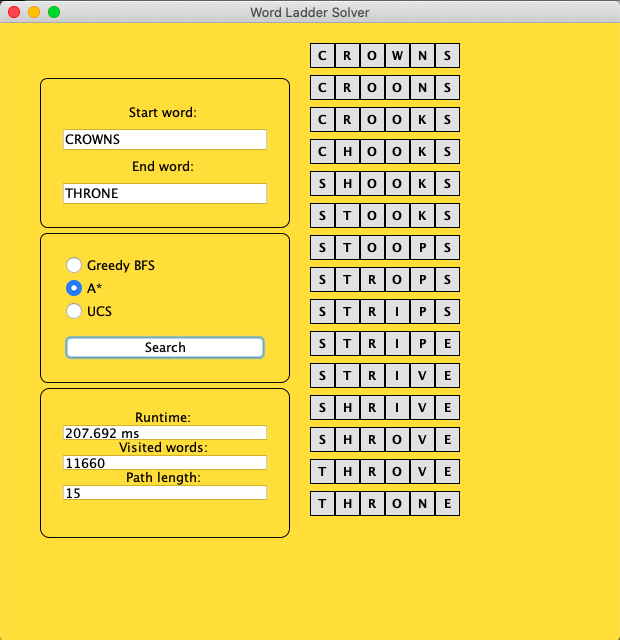 Word Ladder Solver
Start word:
CROWNS
End word:
THRONE
Greedy BFS
A*
UCS
Search
Runtime:
207.692 ms
Visited words:
11660
Path length:
15
C R O W N S
C R O O N S
C R O O K S
C H O O K S
S H O O K S
S T O O K S
S T O O P S
S T R O P S
S T R I P S
S T R I P E
S T R I V E
S H R I V E
S H R O V E
T H R O V E
T H R O N E